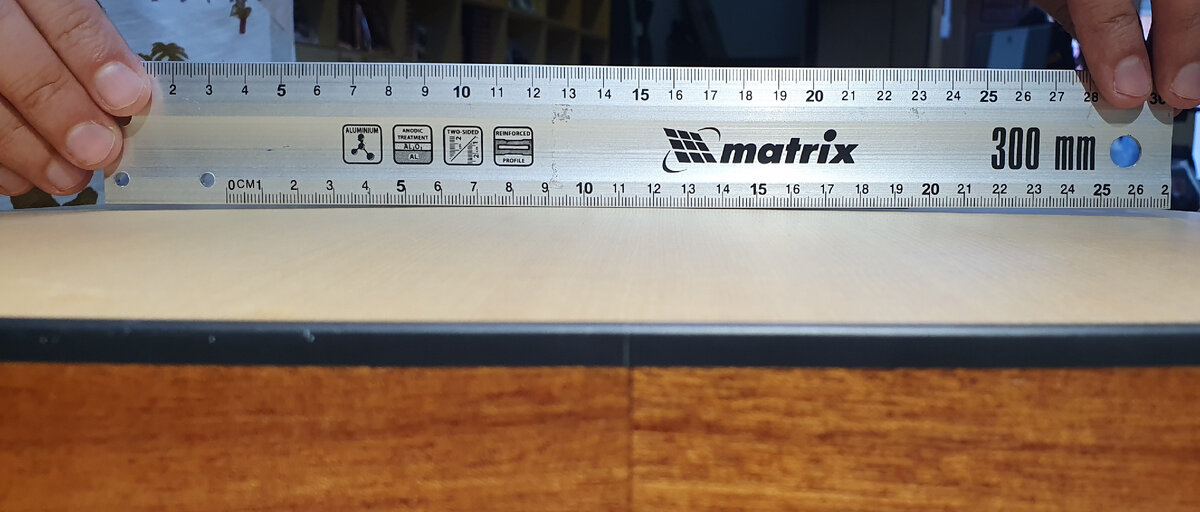 2 3 4 5 6 7 8 9 10 11 12 13 14 15 16 17 18 19 20 21 22 23 24 25 26 27 28 30
ALUMINIUM
ANODIC
TREATMENT
Al₂O₃
AL
TWO-SIDED
REINFORCED
PROFILE
matrix
300 mm
0CM1 2 3 4 5 6 7 8 9 10 11 12 13 14 15 16 17 18 19 20 21 22 23 24 25 26 2